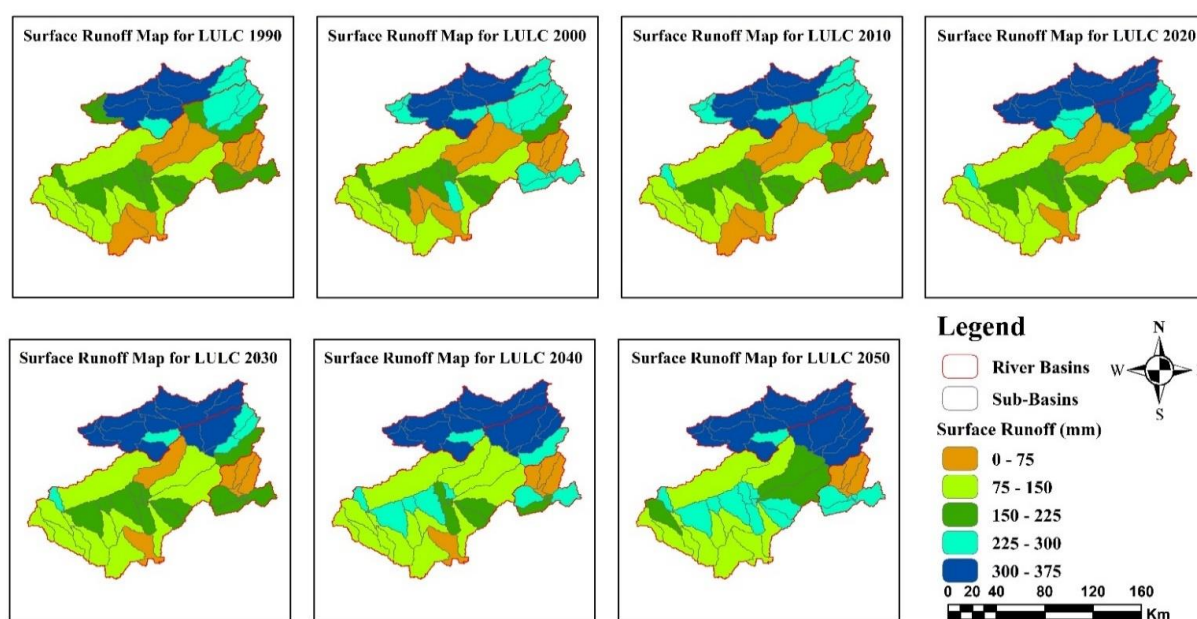 Surface Runoff Map for LULC 1990
Surface Runoff Map for LULC 2000
Surface Runoff Map for LULC 2010
Surface Runoff Map for LULC 2020
Surface Runoff Map for LULC 2030
Surface Runoff Map for LULC 2040
Surface Runoff Map for LULC 2050
Legend
N
W
S
River Basins
Sub-Basins
Surface Runoff (mm)
0 - 75
75 - 150
150 - 225
225 - 300
300 - 375
0 20 40 80 120 160
Km